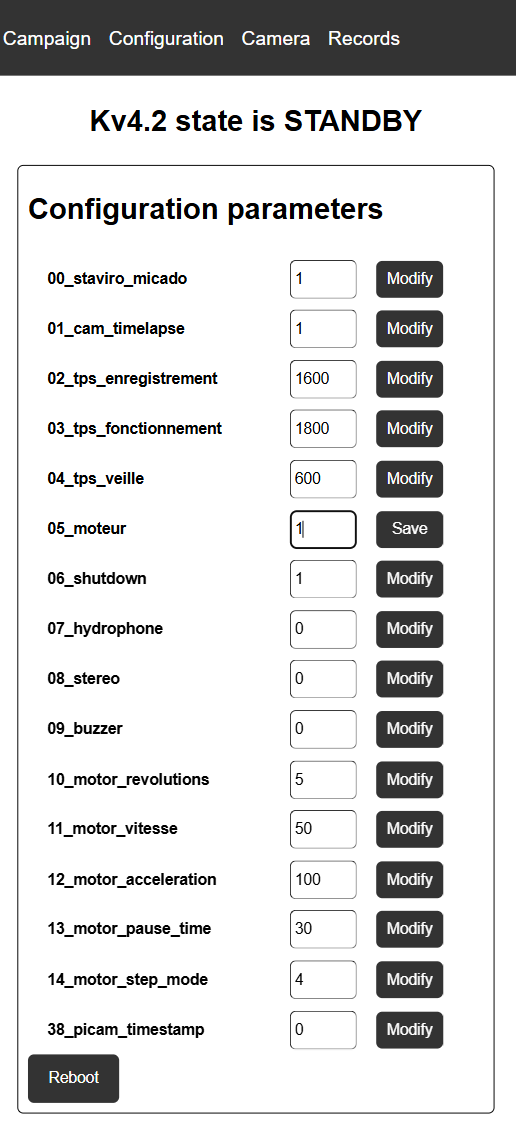 Campaign Configuration Camera Records
Kv4.2 state is STANDBY
Configuration parameters
00_staviro_micado 1 Modify
01_cam_timelapse 1 Modify
02_tps_enregistrement 1600 Modify
03_tps_fonctionnement 1800 Modify
04_tps_veille 600 Modify
05_moteur 1 Save
06_shutdown 1 Modify
07_hydrophone 0 Modify
08_stereo 0 Modify
09_buzzer 0 Modify
10_motor_revolutions 5 Modify
11_motor_vitesse 50 Modify
12_motor_acceleration 100 Modify
13_motor_pause_time 30 Modify
14_motor_step_mode 4 Modify
38_picam_timestamp 0 Modify
Reboot